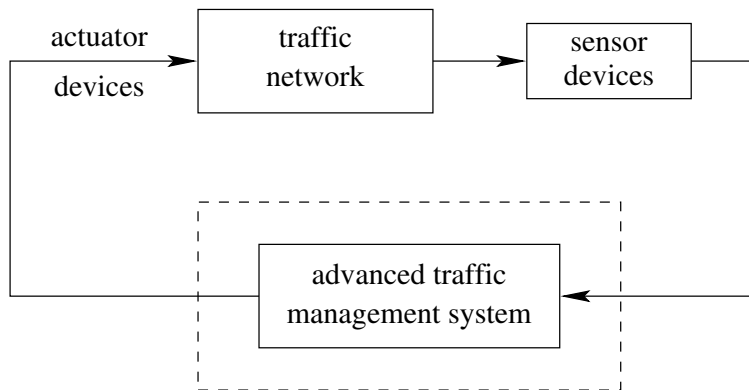 actuator
devices
traffic
network
sensor
devices
advanced traffic
management system